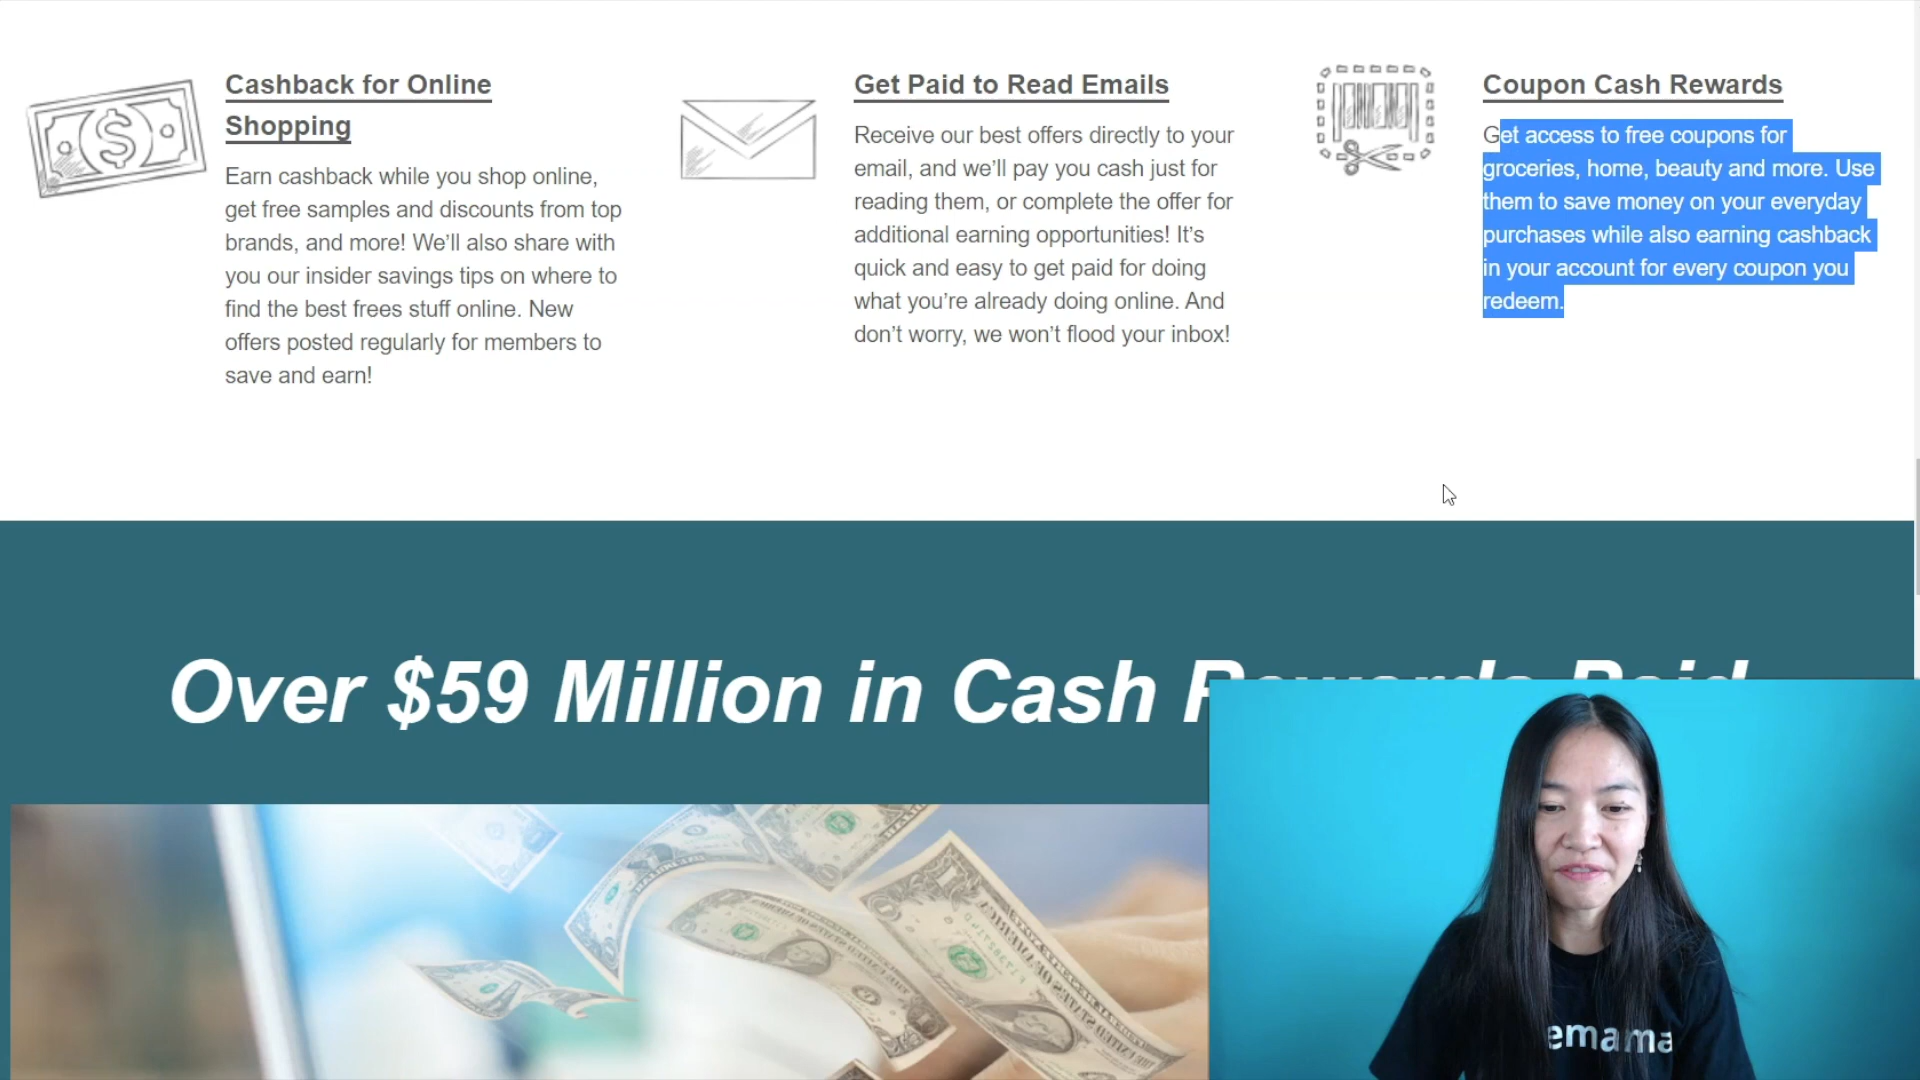 Cashback for Online
Shopping
Earn cashback while you shop online,
get free samples and discounts from top
brands, and more! We’ll also share with
you our insider savings tips on where to
find the best frees stuff online. New
offers posted regularly for members to
save and earn!
Get Paid to Read Emails
Receive our best offers directly to your
email, and we’ll pay you cash just for
reading them, or complete the offer for
additional earning opportunities! It’s
quick and easy to get paid for doing
what you’re already doing online. And
don’t worry, we won’t flood your inbox!
Coupon Cash Rewards
Get access to free coupons for
groceries, home, beauty and more. Use
them to save money on your everyday
purchases while also earning cashback
in your account for every coupon you
redeem.
Over $59 Million in Cash Rewards Paid
emama